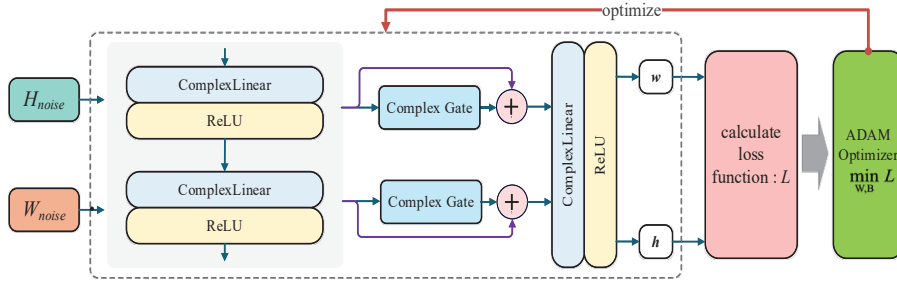 optimize
H_noise
W_noise
ComplexLinear
ReLU
ComplexLinear
ReLU
Complex Gate
+
Complex Gate
+
ComplexLinear
ReLU
w
h
calculate
loss
function : L
ADAM
Optimizer
min L
W,B